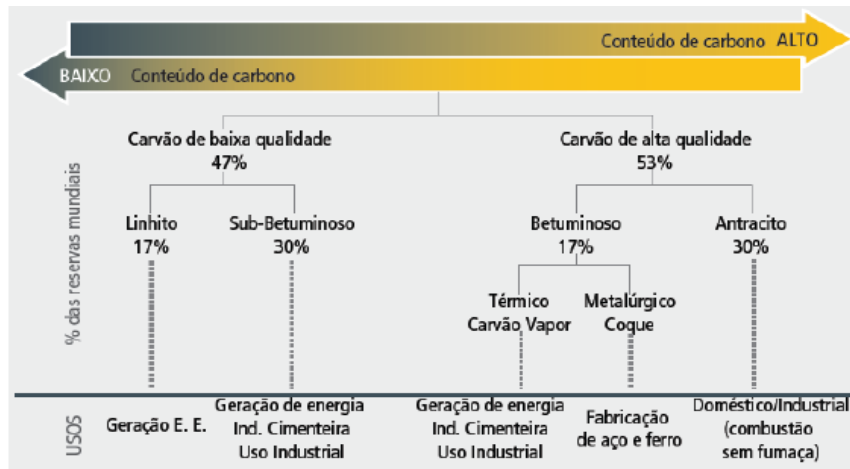 Conteúdo de carbono ALTO
BAIXO Conteúdo de carbono
% das reservas mundiais
Carvão de baixa qualidade
47%
Carvão de alta qualidade
53%
Linhito
17%
Sub-Betuminoso
30%
Betuminoso
17%
Antracito
30%
Térmico
Carvão Vapor
Metalúrgico
Coque
USOS
Geração E. E.
Geração de energia
Ind. Cimenteira
Uso Industrial
Geração de energia
Ind. Cimenteira
Uso Industrial
Fabricação
de aço e ferro
Doméstico/Industrial
(combustão
sem fumaça)